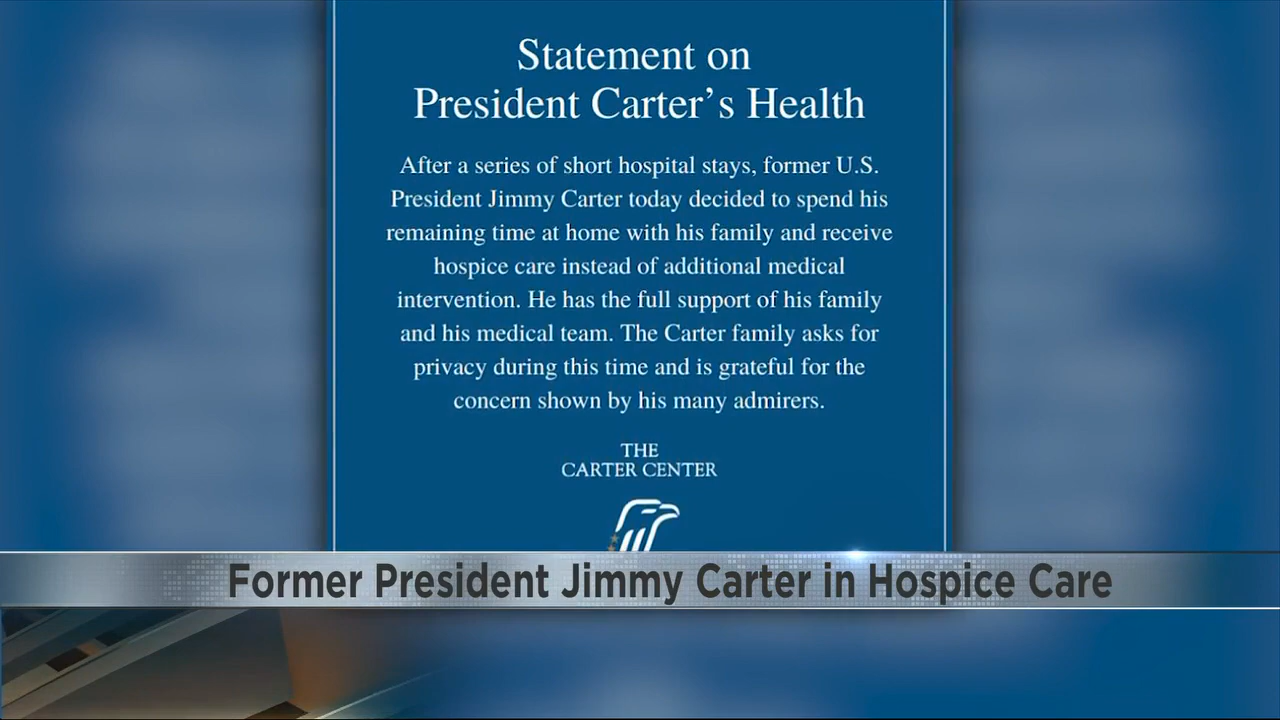 Statement on
President Carter’s Health
After a series of short hospital stays, former U.S.
President Jimmy Carter today decided to spend his
remaining time at home with his family and receive
hospice care instead of additional medical
intervention. He has the full support of his family
and his medical team. The Carter family asks for
privacy during this time and is grateful for the
concern shown by his many admirers.
THE
CARTER CENTER
Former President Jimmy Carter in Hospice Care